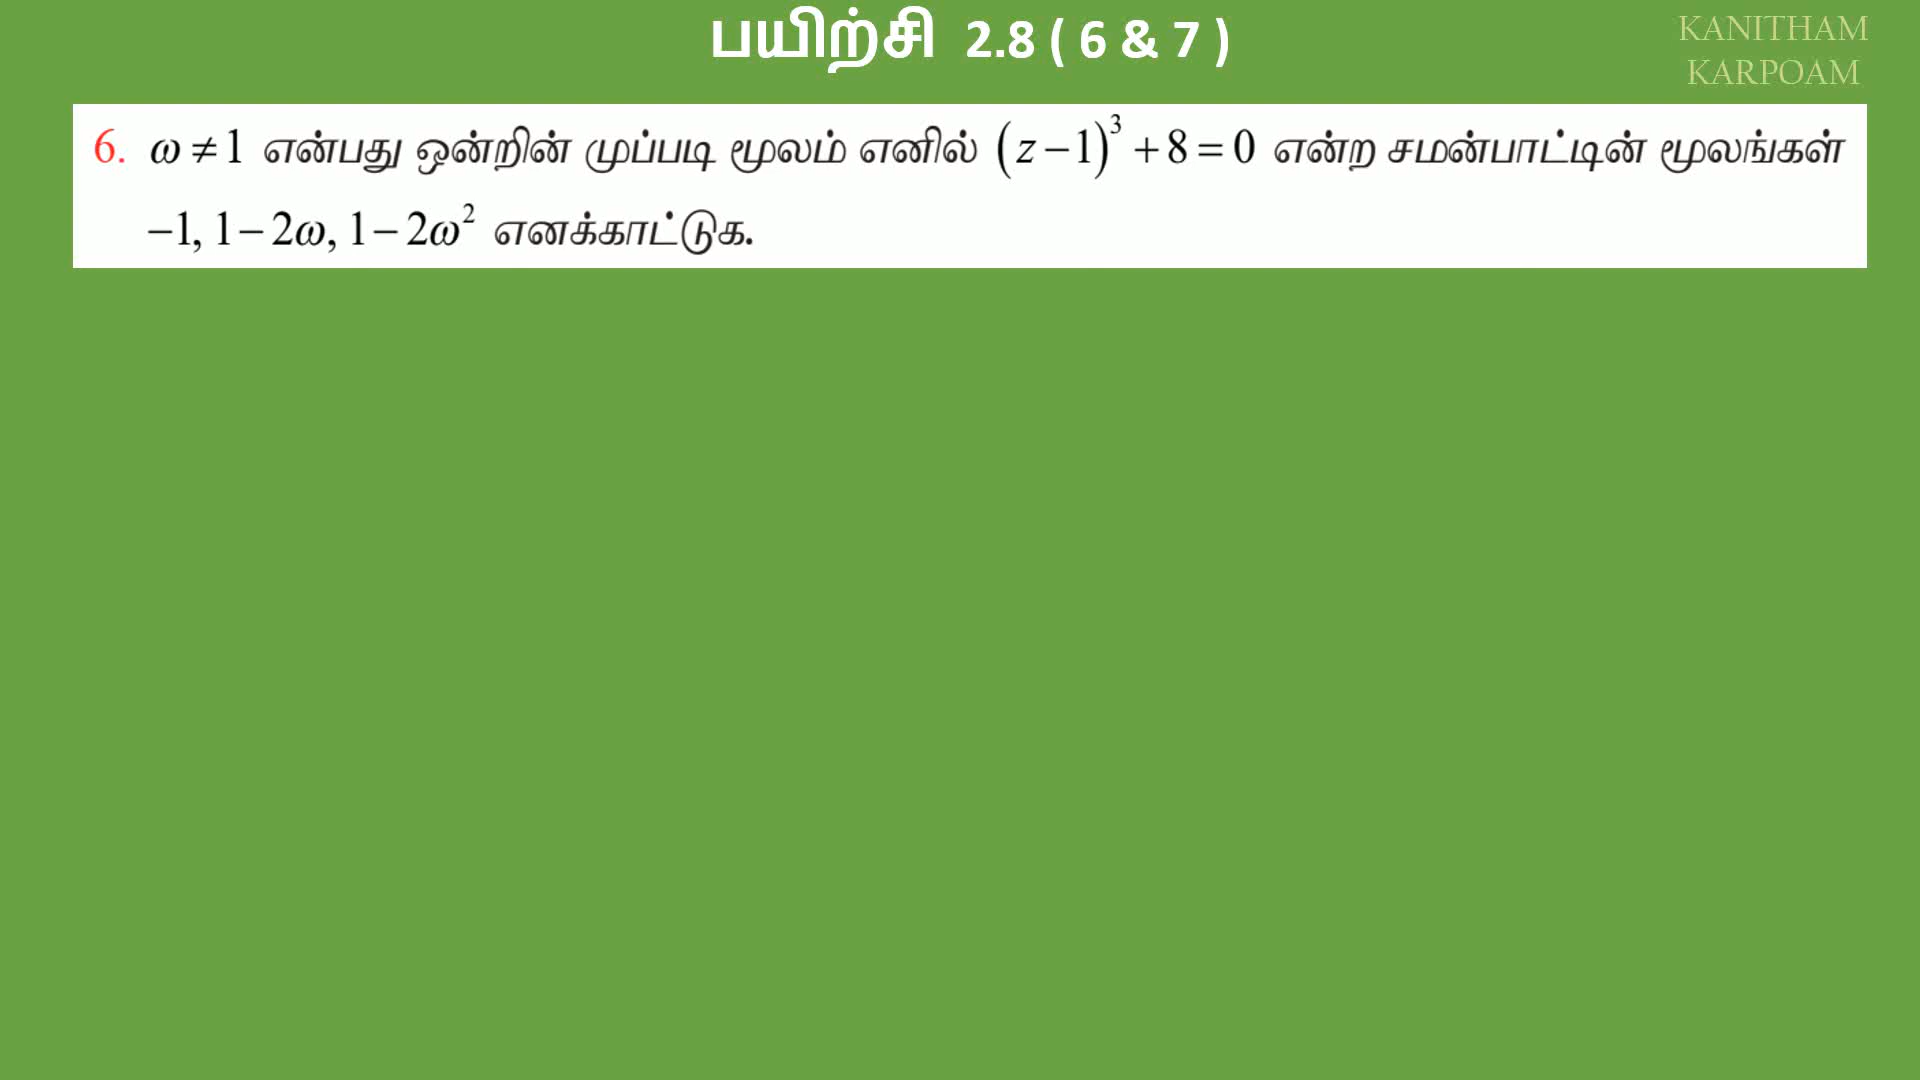 பயிற்சி 2.8 ( 6 & 7 )
KANITHAM
KARPOAM
6. ω ≠ 1 என்பது ஒன்றின் முப்படி மூலம் எனில் (z − 1)³ + 8 = 0 என்ற சமன்பாட்டின் மூலங்கள்
−1, 1 − 2ω, 1 − 2ω² எனக்காட்டுக.